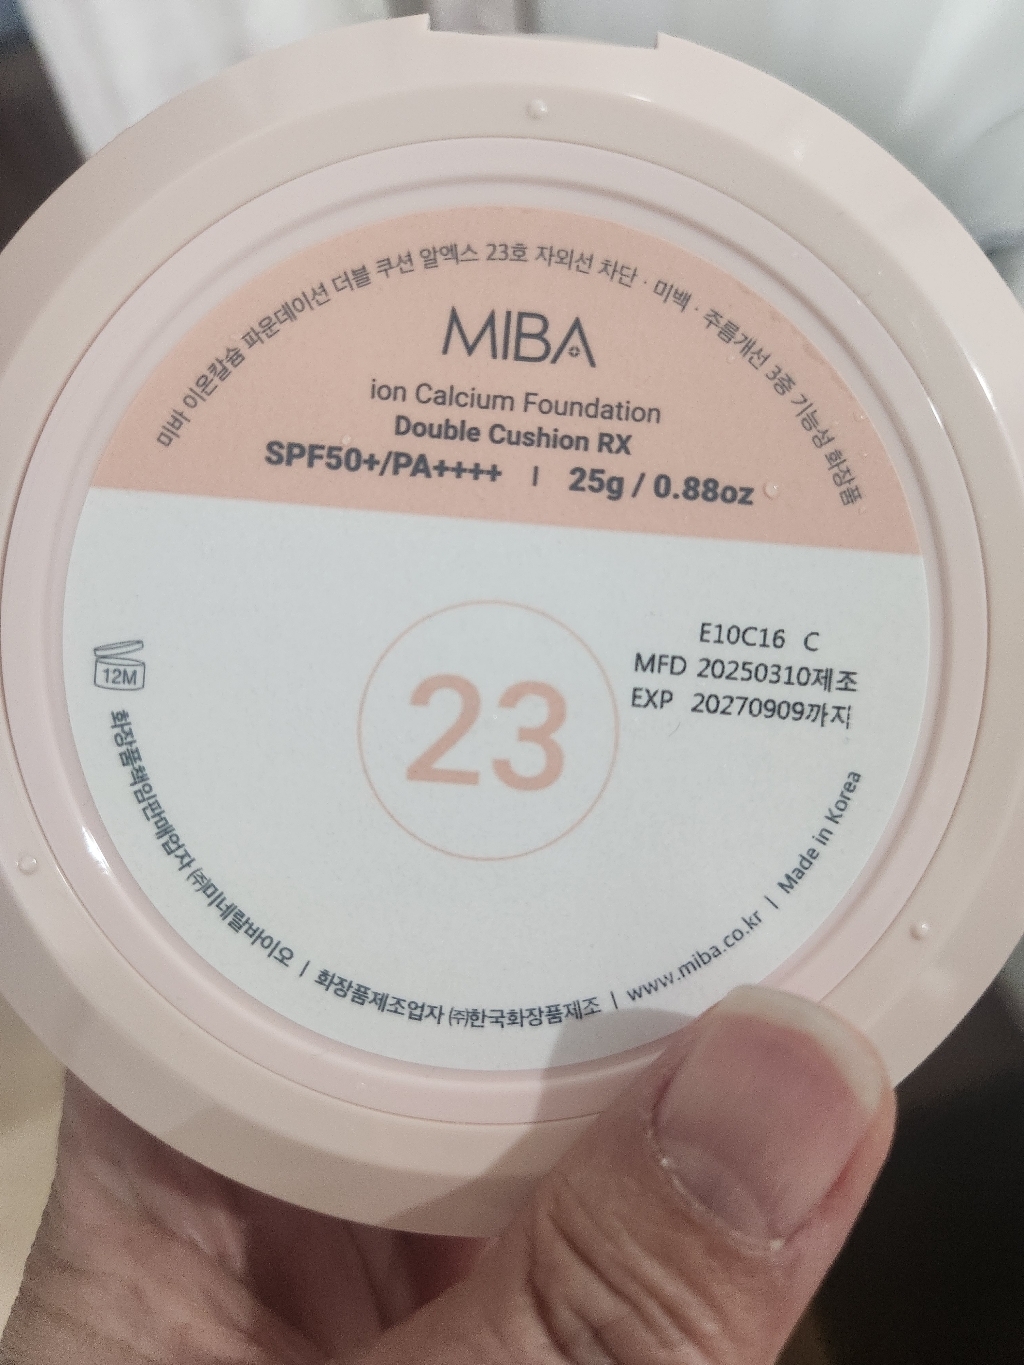 미바 이온칼슘 파운데이션 더블 쿠션 알엑스 23호 자외선 차단 · 미백 · 주름개선 3중 기능성 화장품
MIBA
ion Calcium Foundation
Double Cushion RX
SPF50+/PA++++ | 25g / 0.88oz
E10C16 C
MFD 20250310제조
EXP 20270909까지
12M
23
화장품책임판매업자 ㈜미네랄바이오 | 화장품제조업자 ㈜한국화장품제조 | www.miba.co.kr | Made in Korea